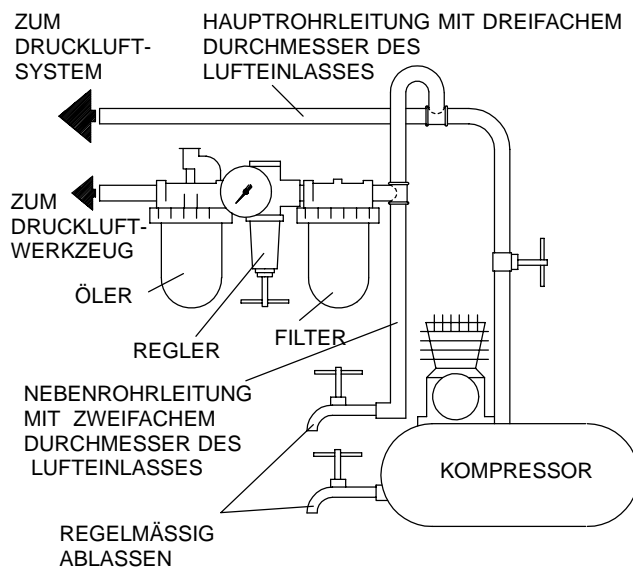 ZUM
DRUCKLUFT-
SYSTEM
HAUPTROHRLEITUNG MIT DREIFACHEM
DURCHMESSER DES
LUFTEINLASSES
ZUM
DRUCKLUFT-
WERKZEUG
ÖLER
REGLER
FILTER
NEBENROHRLEITUNG
MIT ZWEIFACHEM
DURCHMESSER DES
LUFTEINLASSES
KOMPRESSOR
REGELMÄSSIG
ABLASSEN